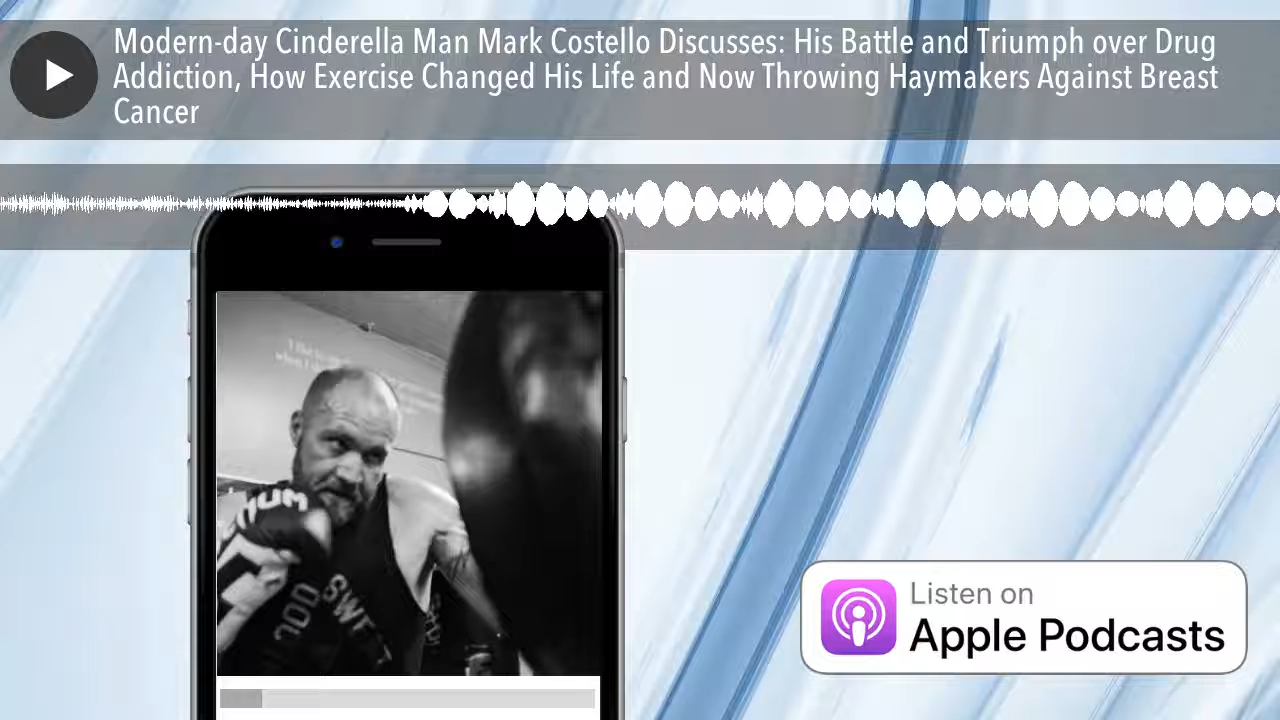 Modern-day Cinderella Man Mark Costello Discusses: His Battle and Triumph over Drug
Addiction, How Exercise Changed His Life and Now Throwing Haymakers Against Breast
Cancer
Listen on
Apple Podcasts